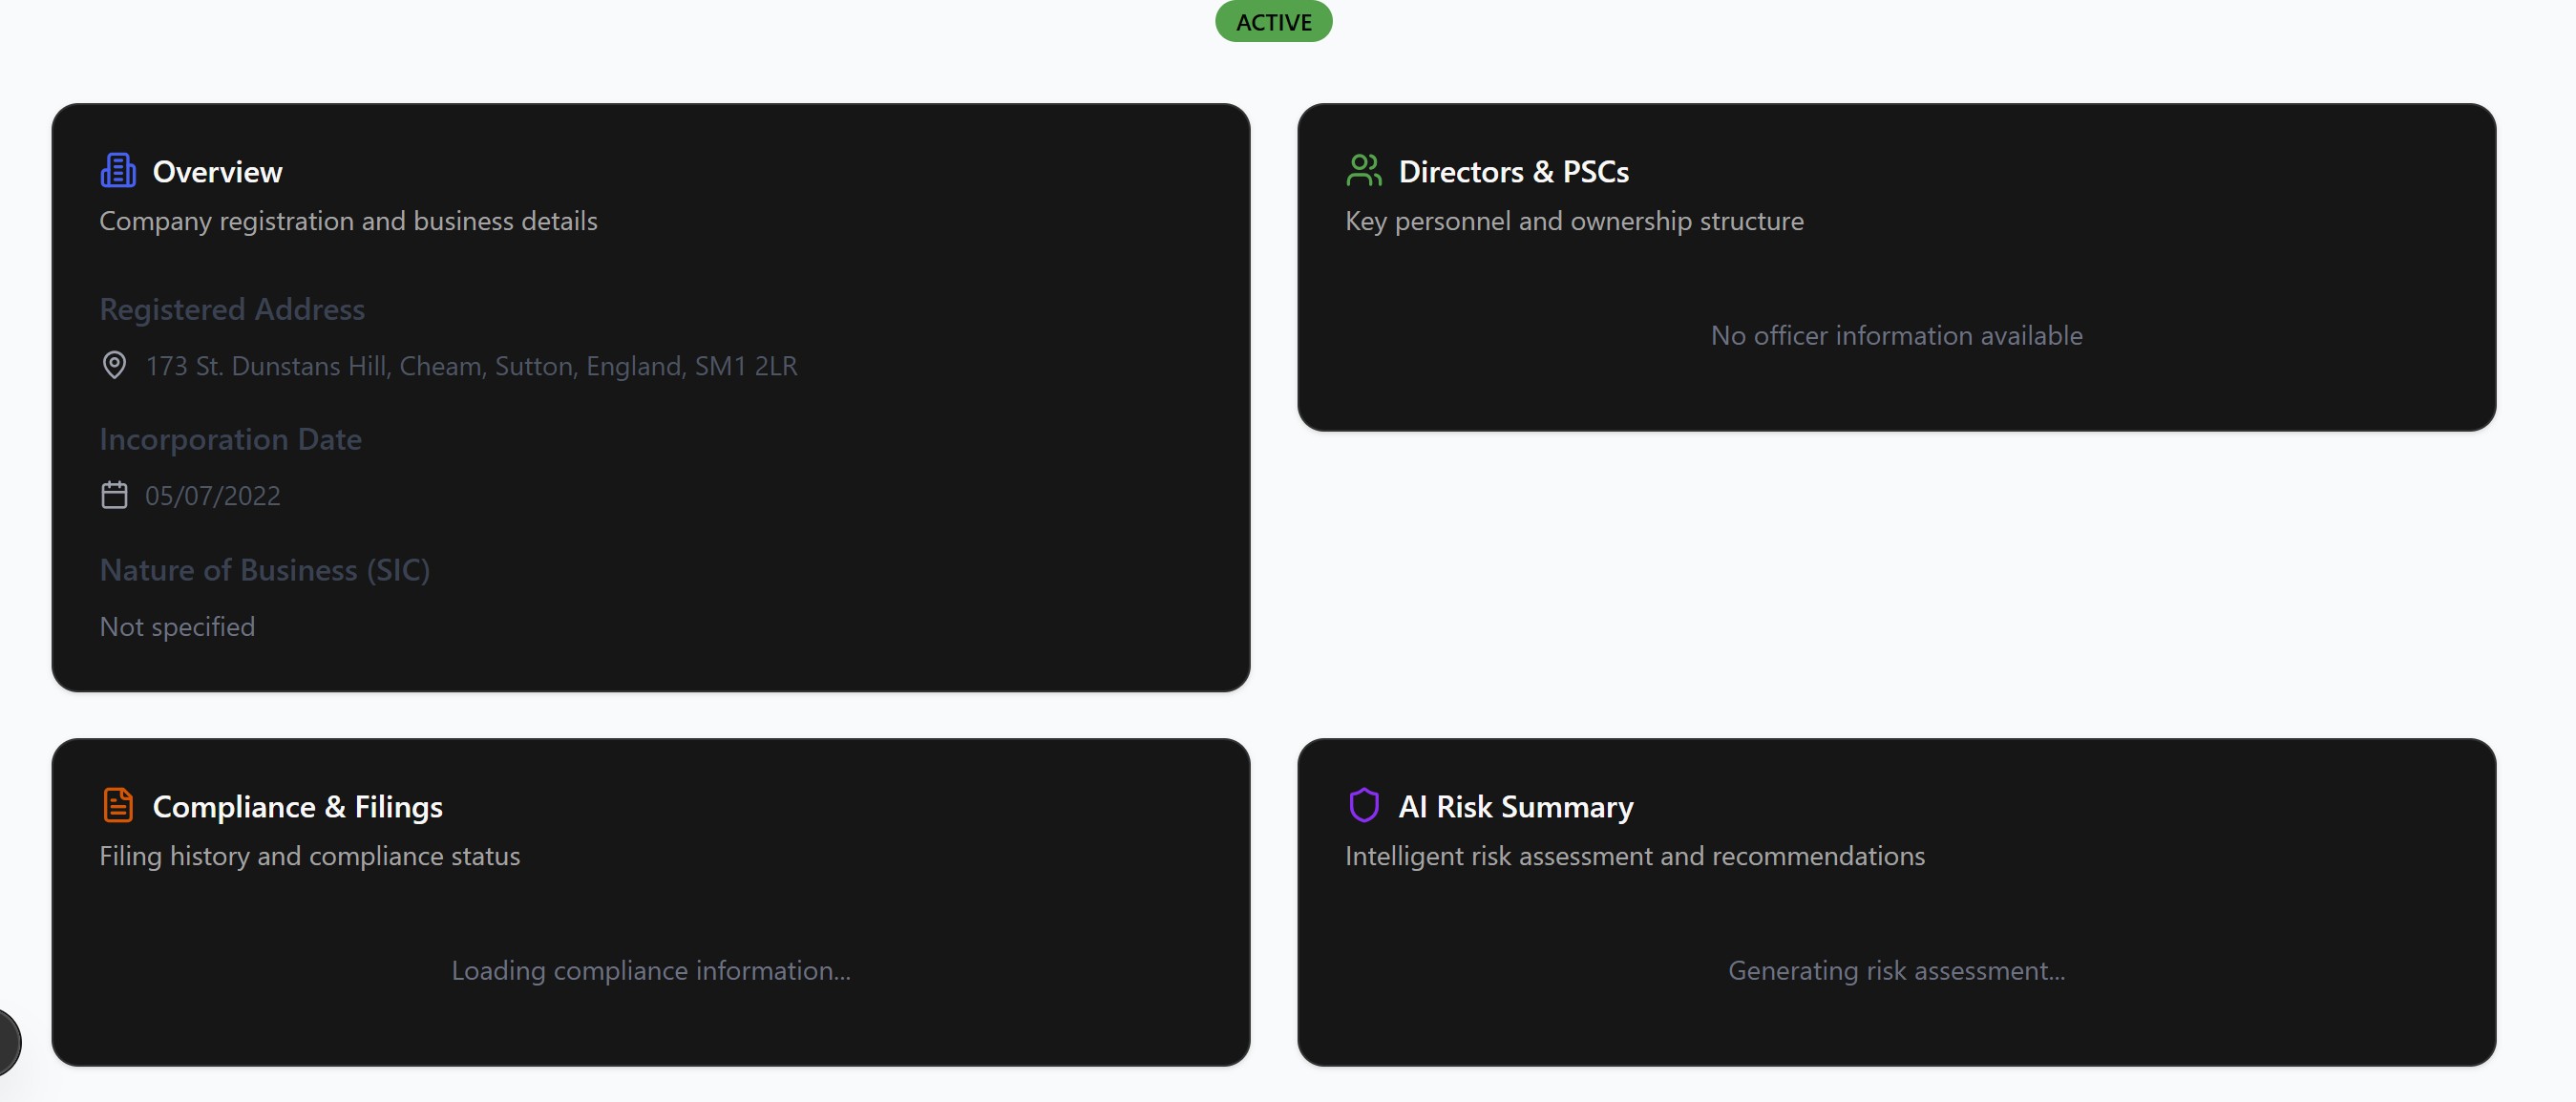 ACTIVE
Overview
Company registration and business details
Registered Address
173 St. Dunstans Hill, Cheam, Sutton, England, SM1 2LR
Incorporation Date
05/07/2022
Nature of Business (SIC)
Not specified
Directors & PSCs
Key personnel and ownership structure
No officer information available
Compliance & Filings
Filing history and compliance status
Loading compliance information...
AI Risk Summary
Intelligent risk assessment and recommendations
Generating risk assessment...